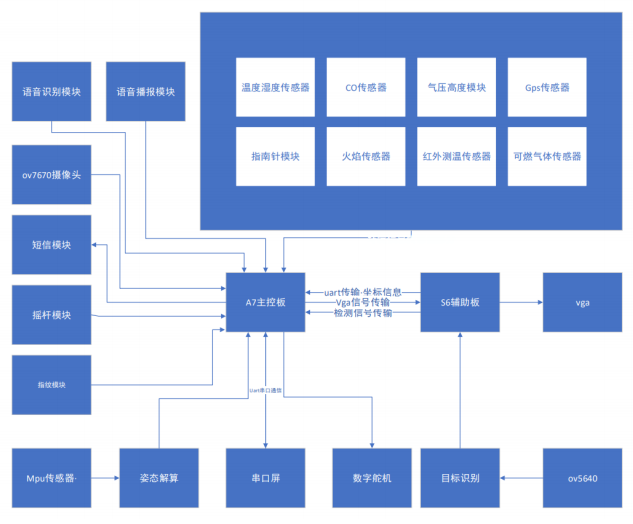 语音识别模块
语音播报模块
温度湿度传感器
CO传感器
气压高度模块
Gps传感器
指南针模块
火焰传感器
红外测温传感器
可燃气体传感器
ov7670摄像头
短信模块
摇杆模块
指纹模块
A7主控板
uart传输-坐标信息
Vga信号传输
检测信号传输
S6辅助板
vga
Uart串口通信
Mpu传感器-
姿态解算
串口屏
数字舵机
目标识别
ov5640